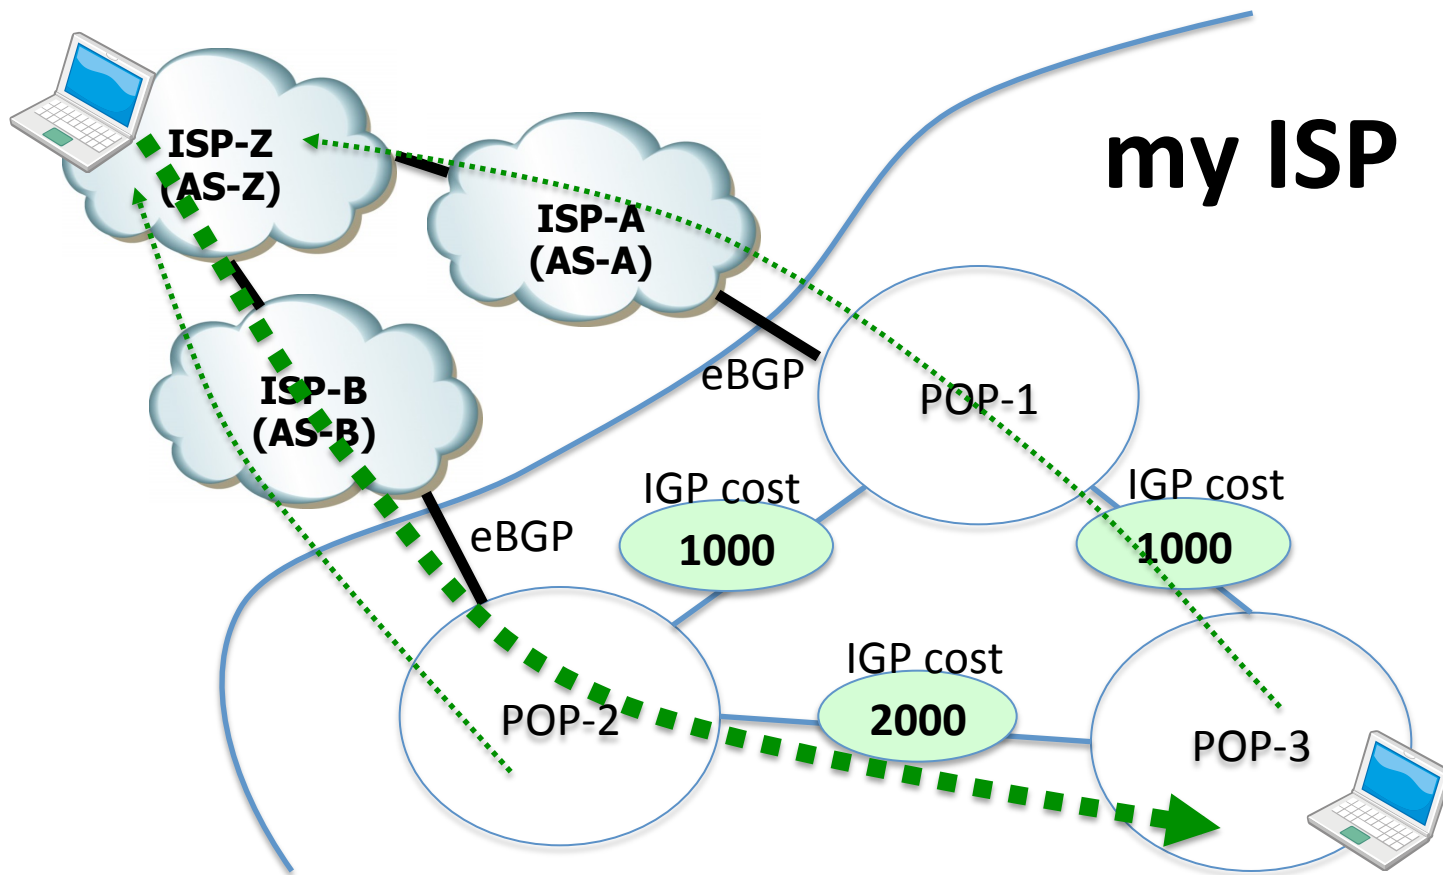 my ISP
ISP-Z
(AS-Z)
ISP-A
(AS-A)
eBGP
POP-1
ISP-B
(AS-B)
IGP cost
1000
IGP cost
1000
eBGP
IGP cost
2000
POP-2
POP-3